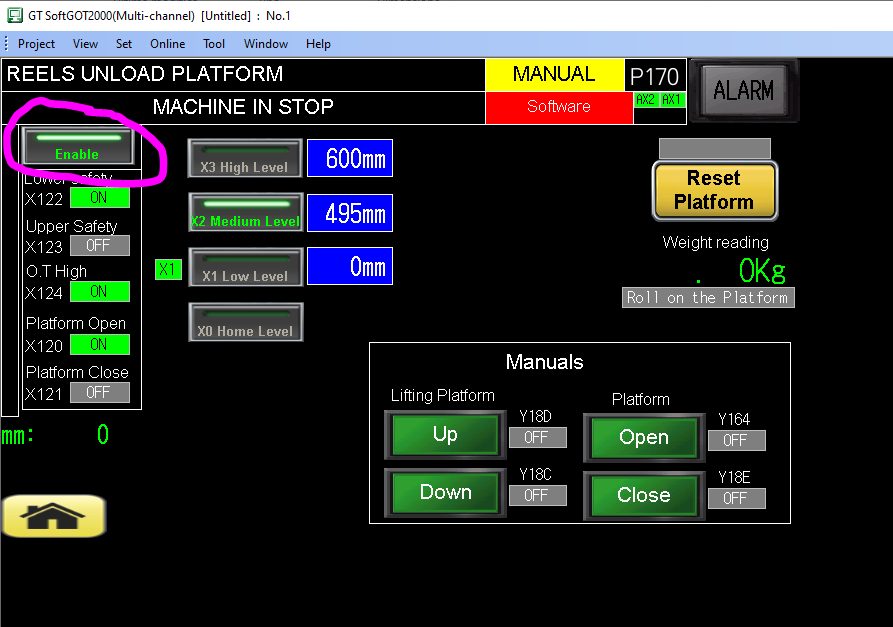 GT SoftGOT2000(Multi-channel) [Untitled] : No.1
Project View Set Online Tool Window Help
REELS UNLOAD PLATFORM
MANUAL
P170
ALARM
MACHINE IN STOP
Software
AX2 AX1
Enable
Lower Safety
X122 ON
Upper Safety
X123 OFF
O.T High
X124 ON
Platform Open
X120 ON
Platform Close
X121 OFF
mm: 0
X3 High Level 600mm
X2 Medium Level 495mm
X1 X1 Low Level 0mm
X0 Home Level
Reset
Platform
Weight reading
. 0Kg
Roll on the Platform
Manuals
Lifting Platform
Platform
Up
Y18D
OFF
Open
Y164
OFF
Down
Y18C
OFF
Close
Y18E
OFF